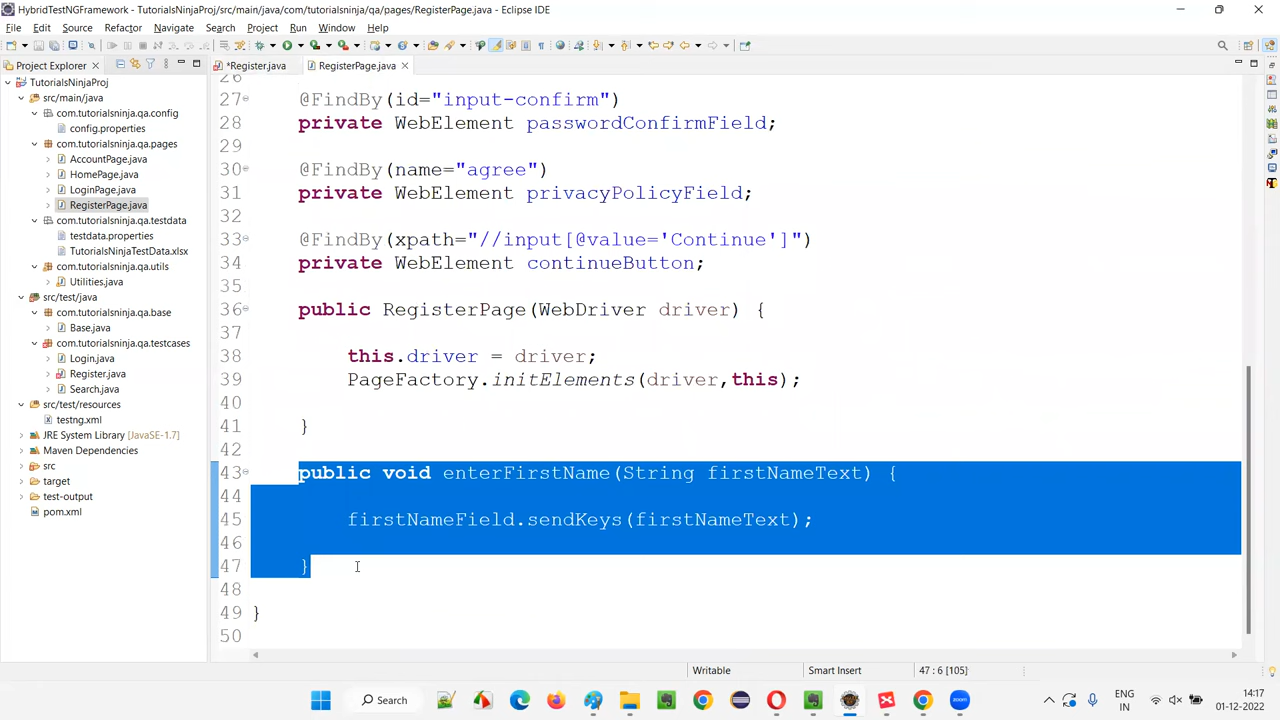 HybridTestNGFramework - TutorialsNinjaProj/src/main/java/com/tutorialsninja/qa/pages/RegisterPage.java - Eclipse IDE
File Edit Source Refactor Navigate Search Project Run Window Help
Project Explorer
TutorialsNinjaProj
src/main/java
com.tutorialsninja.qa.config
config.properties
com.tutorialsninja.qa.pages
AccountPage.java
HomePage.java
LoginPage.java
RegisterPage.java
com.tutorialsninja.qa.testdata
testdata.properties
TutorialsNinjaTestData.xlsx
com.tutorialsninja.qa.utils
Utilities.java
src/test/java
com.tutorialsninja.qa.base
Base.java
com.tutorialsninja.qa.testcases
Login.java
Register.java
Search.java
src/test/resources
testng.xml
JRE System Library [JavaSE-1.7]
Maven Dependencies
src
target
test-output
pom.xml
*Register.java RegisterPage.java
26
27 @FindBy(id="input-confirm")
28 private WebElement passwordConfirmField;
29
30 @FindBy(name="agree")
31 private WebElement privacyPolicyField;
32
33 @FindBy(xpath="//input[@value='Continue']")
34 private WebElement continueButton;
35
36 public RegisterPage(WebDriver driver) {
37
38 this.driver = driver;
39 PageFactory.initElements(driver,this);
40
41 }
42
43 public void enterFirstName(String firstNameText) {
44
45 firstNameField.sendKeys(firstNameText);
46
47 }
48
49 }
50
Writable Smart Insert 47 : 6 [105]
Search
ENG
IN
14:17
01-12-2022